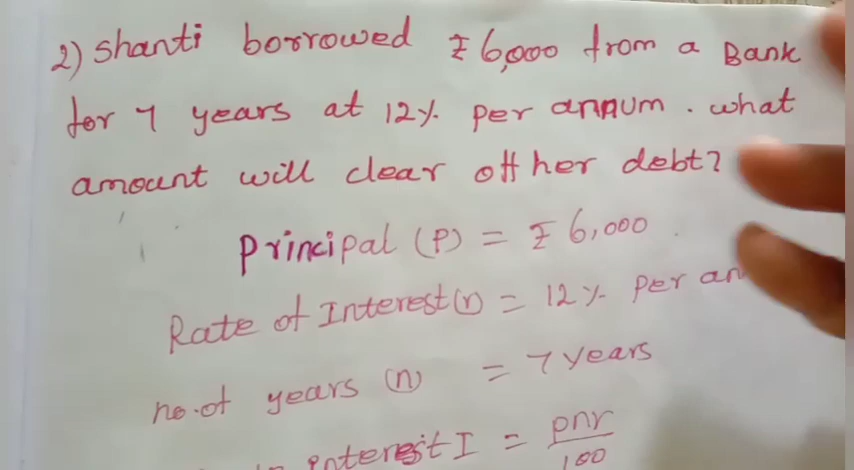 2) Shanti borrowed ₹6,000 from a Bank
for 7 years at 12% per annum. what
amount will clear off her debt?
Principal (P) = ₹6,000
Rate of Interest (r) = 12% Per an
no.of years (n) = 7 years
interest I = pnr
100